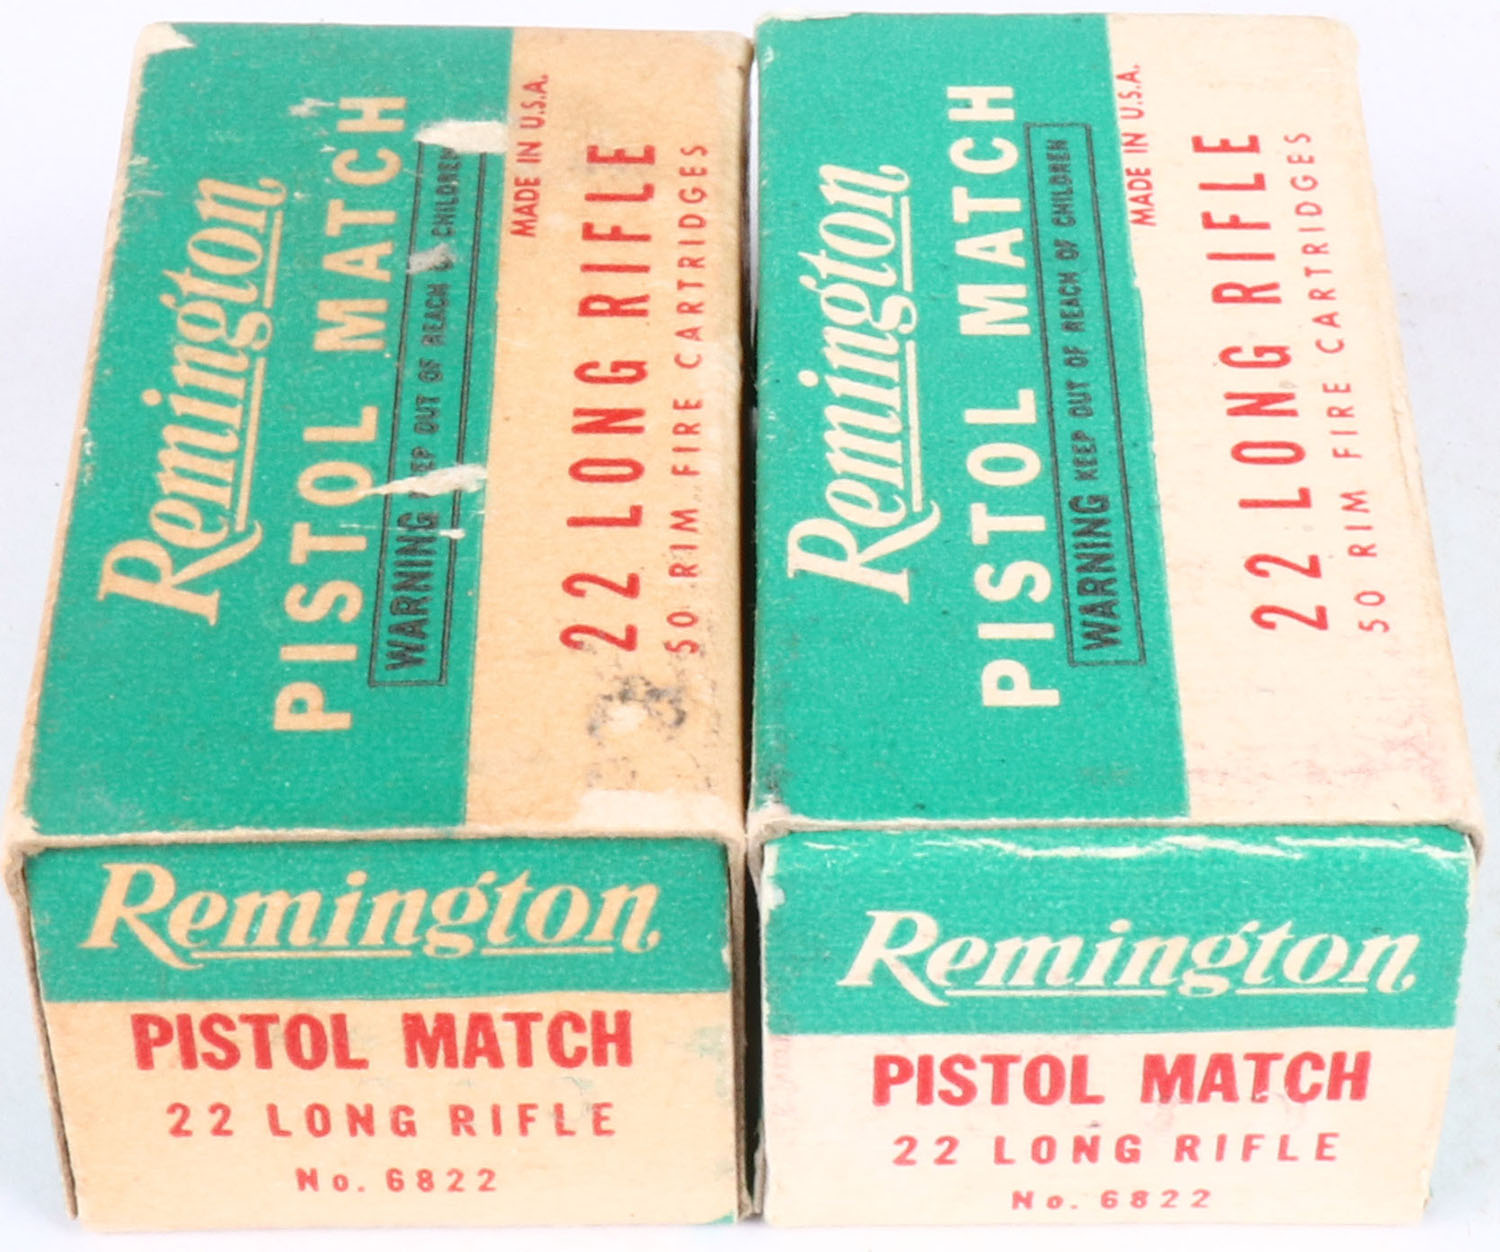 Remington
PISTOL MATCH
WARNING KEEP OUT OF REACH OF CHILDREN
MADE IN U.S.A.
22 LONG RIFLE
50 RIM FIRE CARTRIDGES
Remington
PISTOL MATCH
22 LONG RIFLE
No. 6822
Remington
PISTOL MATCH
WARNING KEEP OUT OF REACH OF CHILDREN
MADE IN U.S.A.
22 LONG RIFLE
50 RIM FIRE CARTRIDGES
Remington
PISTOL MATCH
22 LONG RIFLE
No. 6822